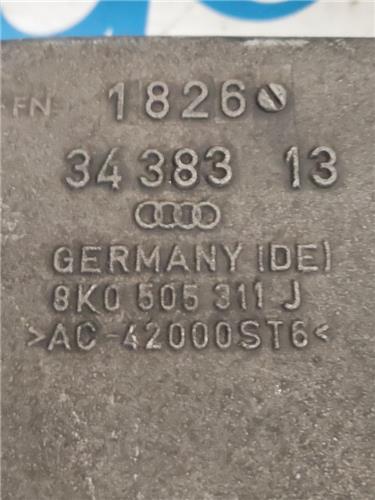 FN 1826
34 383 13
GERMANY (DE)
8K0 505 311 J
>AC-42000ST6<